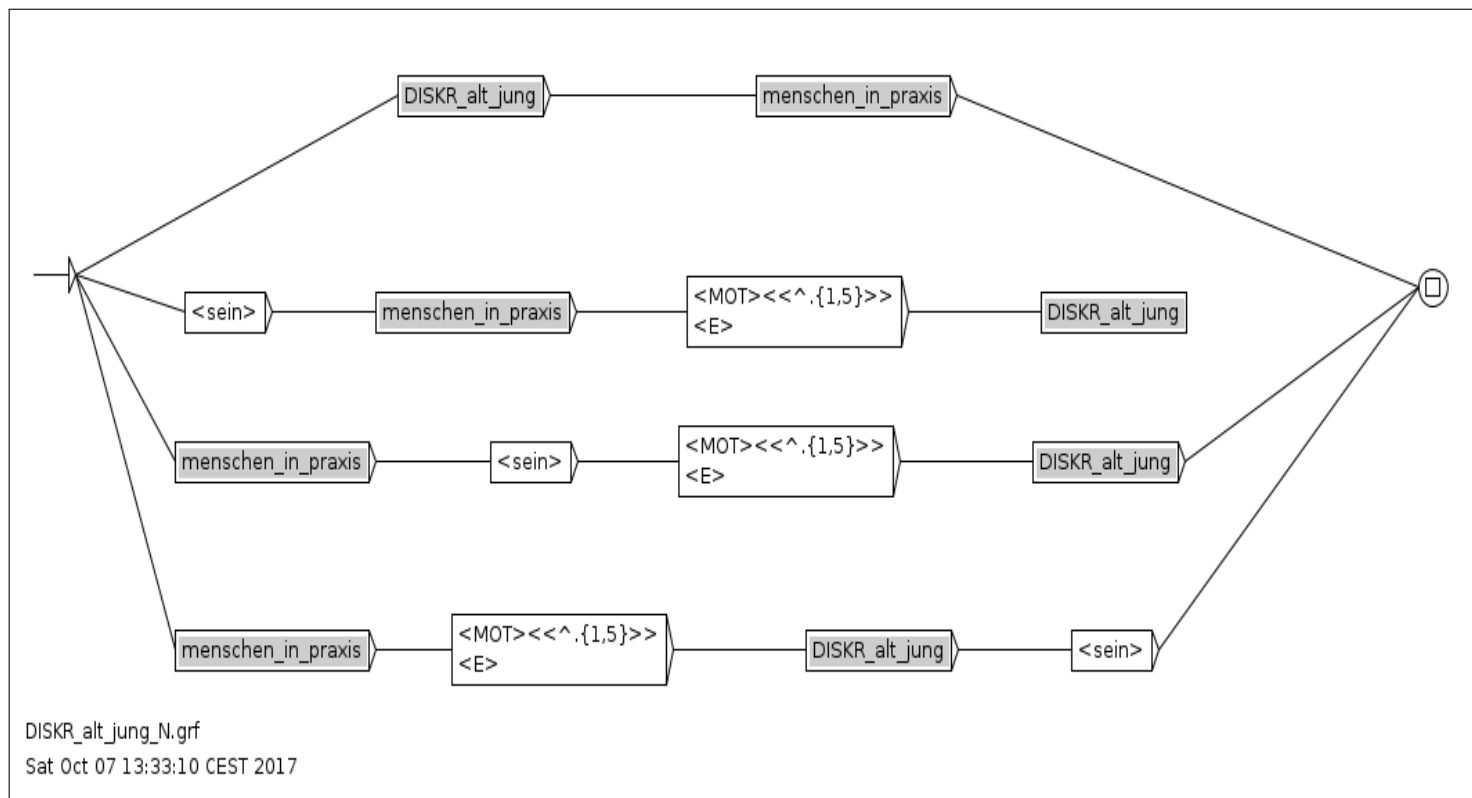 DISKR_alt_jung menschen_in_praxis
<sein> menschen_in_praxis <MOT><<^.{1,5}>> DISKR_alt_jung
<E>
menschen_in_praxis <sein> <MOT><<^.{1,5}>> DISKR_alt_jung
<E>
menschen_in_praxis <MOT><<^.{1,5}>> DISKR_alt_jung <sein>
<E>
DISKR_alt_jung_N.grf
Sat Oct 07 13:33:10 CEST 2017